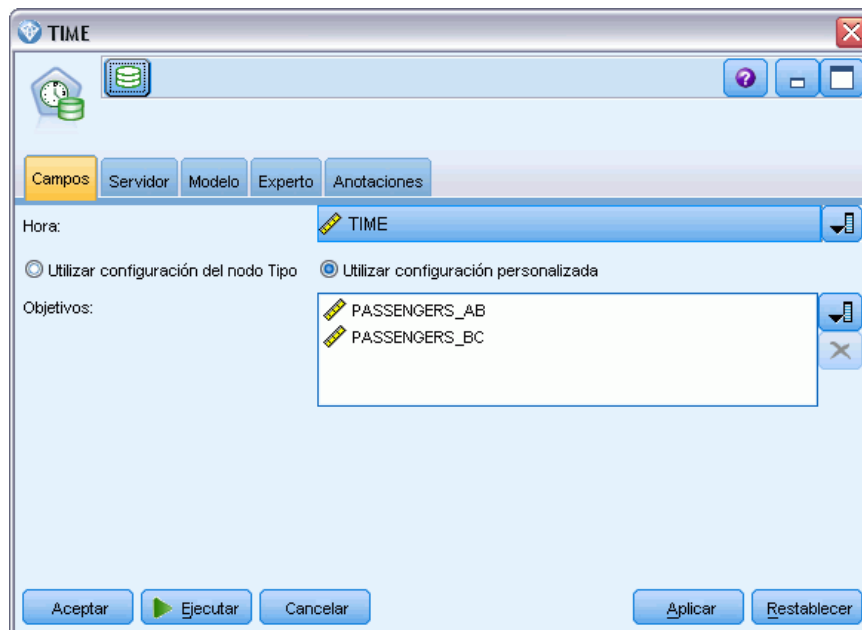 TIME
Campos Servidor Modelo Experto Anotaciones
Hora: TIME
Utilizar configuración del nodo Tipo Utilizar configuración personalizada
Objetivos: PASSENGERS_AB
PASSENGERS_BC
Aceptar Ejecutar Cancelar Aplicar Restablecer